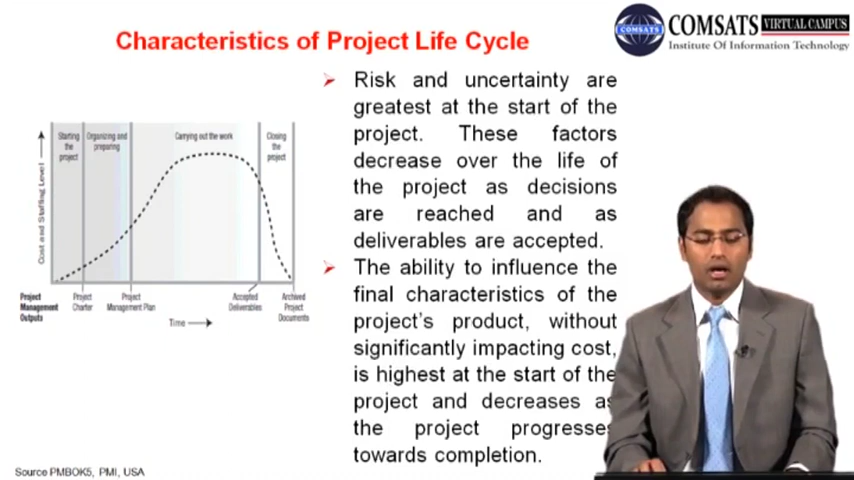 Characteristics of Project Life Cycle
COMSATS
COMSATS VIRTUAL CAMPUS
Institute Of Information Technology
Risk and uncertainty are
greatest at the start of the
project. These factors
decrease over the life of
the project as decisions
are reached and as
deliverables are accepted.
The ability to influence the
final characteristics of the
project's product, without
significantly impacting cost,
is highest at the start of the
project and decreases as
the project progresses
towards completion.
Cost and Staffing Level
Starting
the
project
Organizing and
preparing
Carrying out the work
Closing
the
project
Project
Management
Outputs
Project
Charter
Project
Management Plan
Accepted
Deliverables
Archived
Project
Documents
Time
Source PMBOK5, PMI, USA